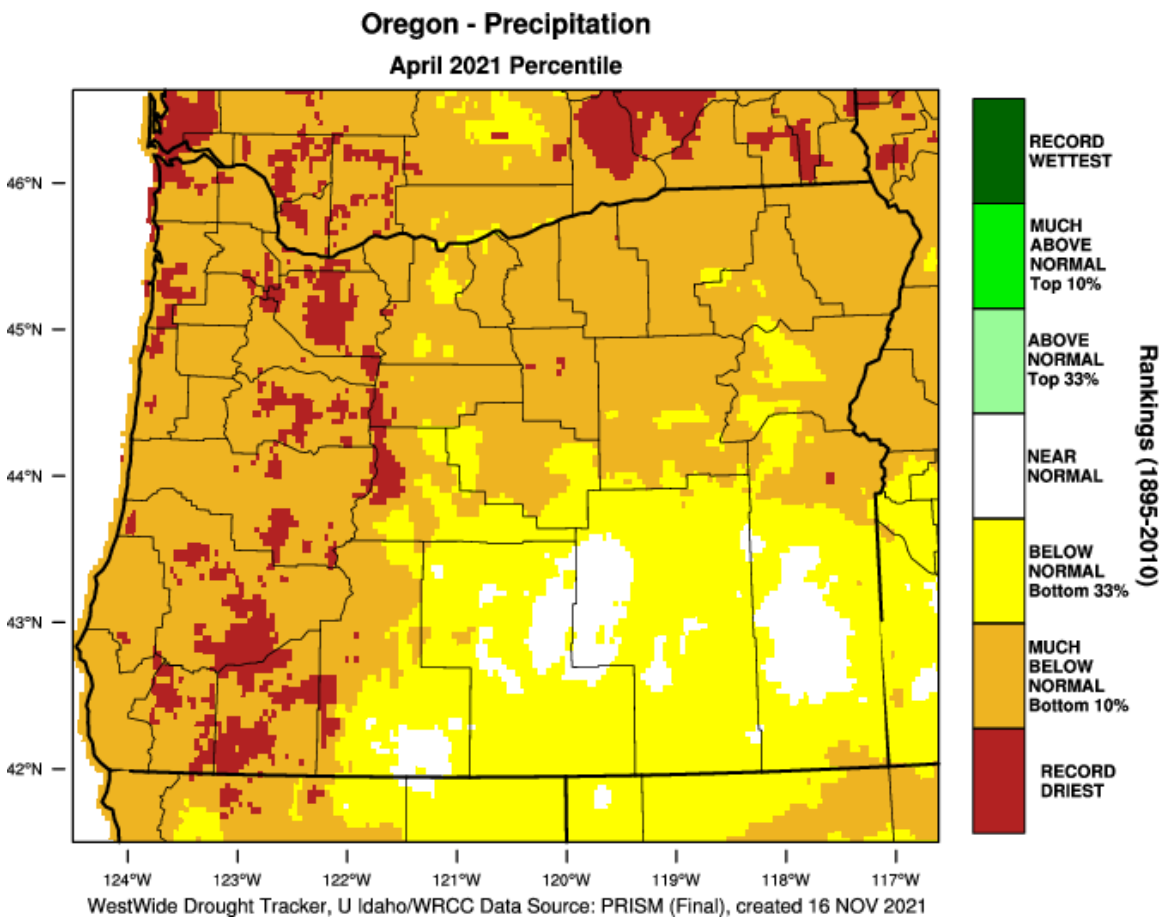 Oregon - Precipitation
April 2021 Percentile
46°N
45°N
44°N
43°N
42°N
124°W
123°W
122°W
121°W
120°W
119°W
118°W
117°W
RECORD
WETTEST
MUCH
ABOVE
NORMAL
Top 10%
ABOVE
NORMAL
Top 33%
NEAR
NORMAL
BELOW
NORMAL
Bottom 33%
MUCH
BELOW
NORMAL
Bottom 10%
RECORD
DRIEST
Rankings (1895-2010)
WestWide Drought Tracker, U Idaho/WRCC Data Source: PRISM (Final), created 16 NOV 2021